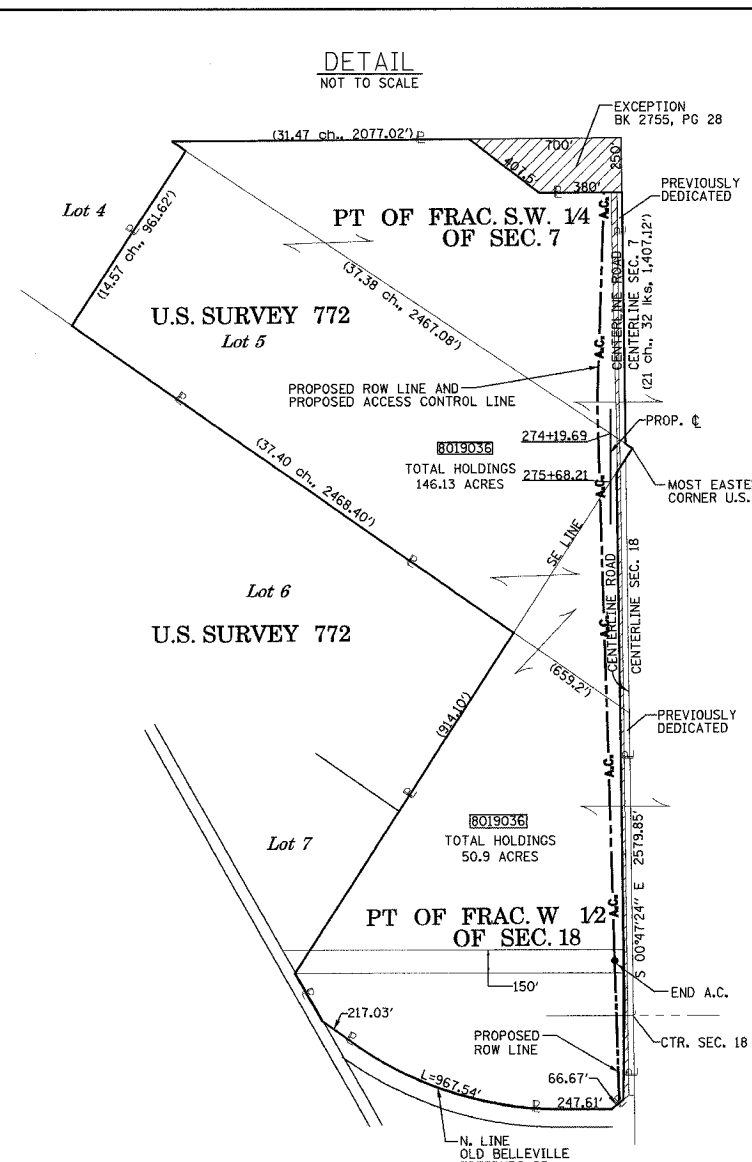 DETAIL
NOT TO SCALE
EXCEPTION
BK 2755, PG 28
(31.47 ch., 2077.02')
700'
250'
407.5'
380'
PREVIOUSLY
DEDICATED
Lot 4
(14.57 ch., 961.62')
PT OF FRAC. S.W. 1/4
OF SEC. 7
A.C.
(37.38 ch., 2467.08')
CENTERLINE ROAD
CENTERLINE SEC. 7
(21 ch., 32 lks, 1,407.12')
U.S. SURVEY 772
Lot 5
A.C.
PROPOSED ROW LINE AND
PROPOSED ACCESS CONTROL LINE
PROP. ℄
274+19.69
8019036
TOTAL HOLDINGS
146.13 ACRES
275+68.21
A.C.
MOST EASTE
CORNER U.S.
(37.40 ch., 2468.40')
SE LINE
CENTERLINE ROAD
CENTERLINE SEC. 18
Lot 6
U.S. SURVEY 772
A.C.
(659.2')
PREVIOUSLY
DEDICATED
(914.10')
A.C.
8019036
TOTAL HOLDINGS
50.9 ACRES
Lot 7
S 00°47'24" E 2579.85'
A.C.
PT OF FRAC. W 1/2
OF SEC. 18
150'
END A.C.
217.03'
CTR. SEC. 18
PROPOSED
ROW LINE
L=967.54'
66.67'
247.61'
N. LINE
OLD BELLEVILLE